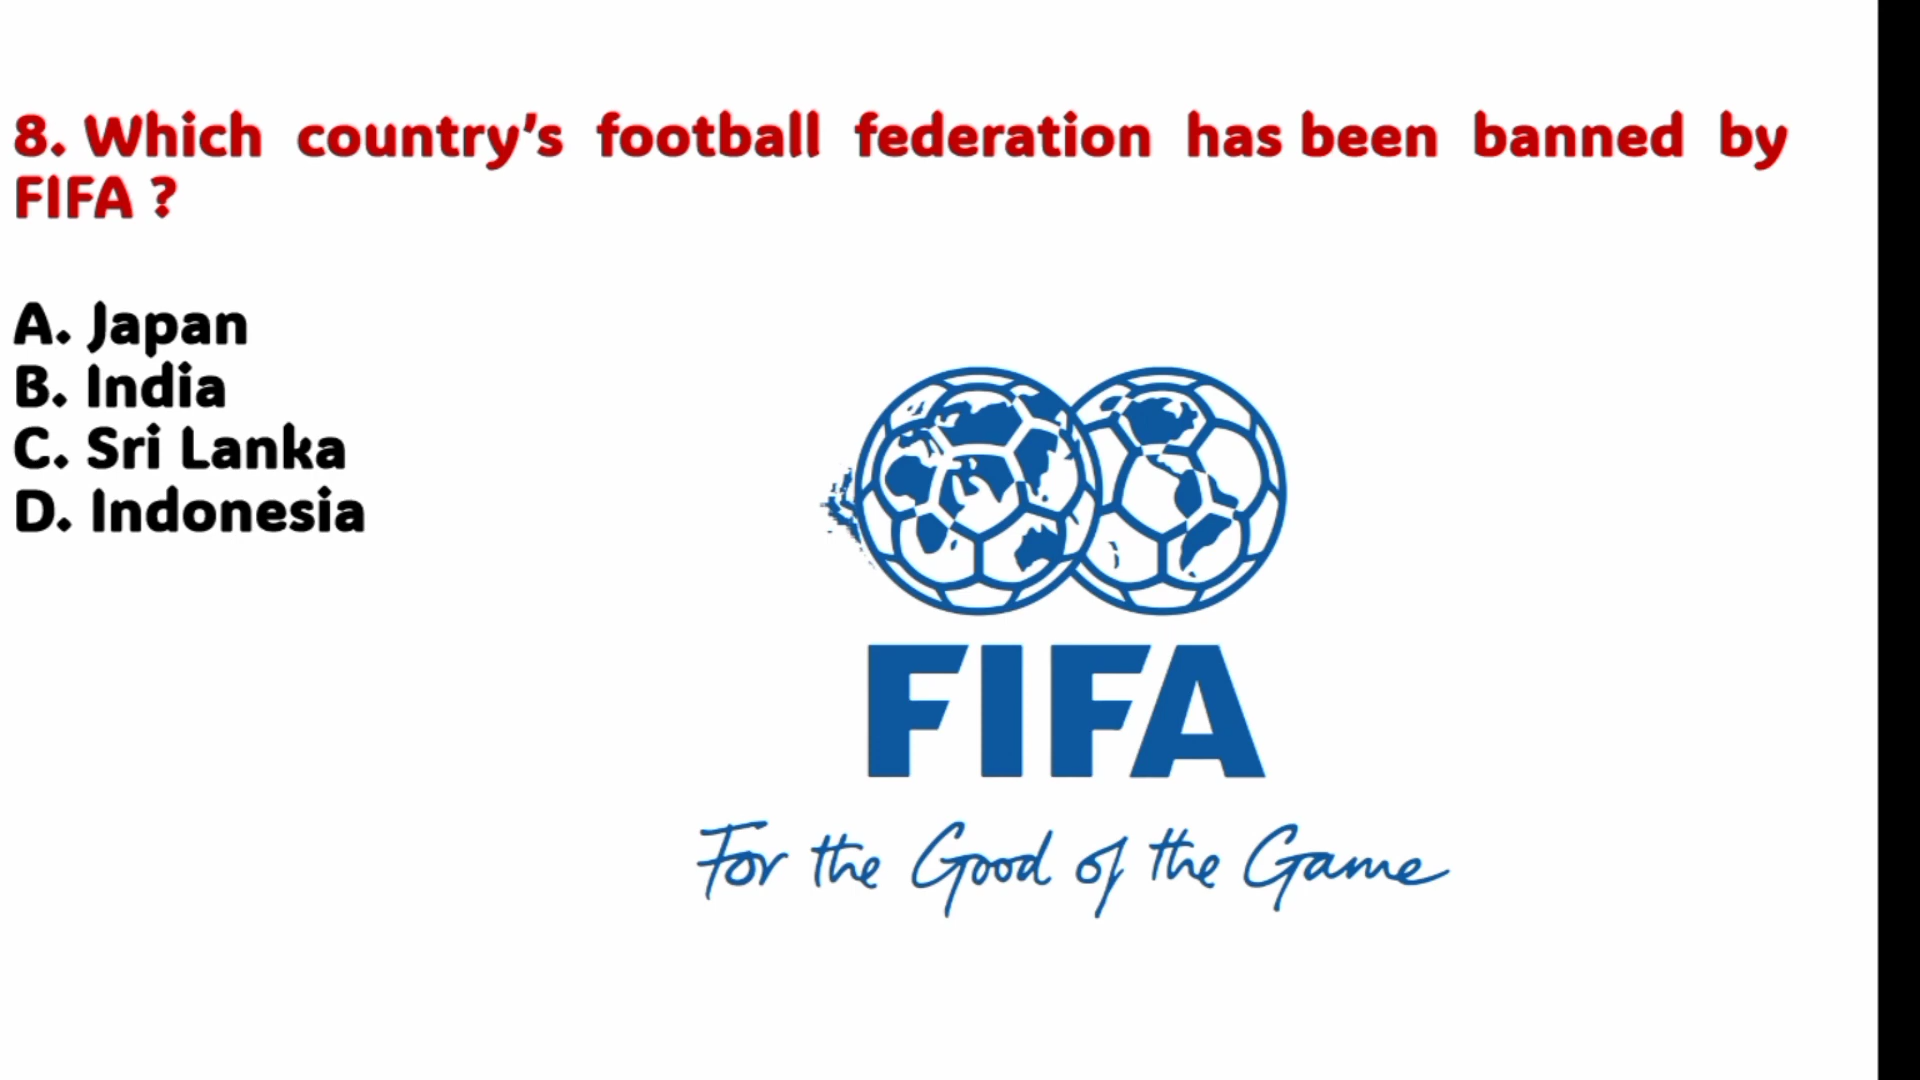 8. Which country's football federation has been banned by
FIFA ?
A. Japan
B. India
C. Sri Lanka
D. Indonesia
FIFA
For the Good of the Game